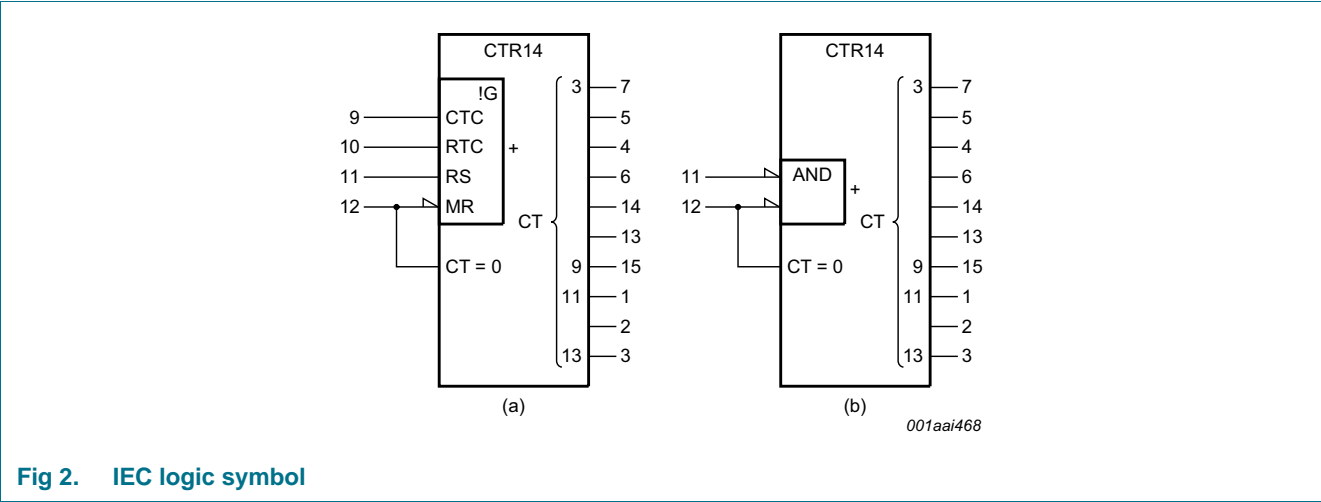 CTR14 CTR14
!G 3 7 3 7
9 CTC 5 5
10 RTC + 4 4
11 RS 6 11 AND 6
12 MR 14 12 + 14
CT CT
13 13
CT = 0 9 15 CT = 0 9 15
11 1 11 1
2 2
13 3 13 3
(a) (b)
001aai468
Fig 2. IEC logic symbol